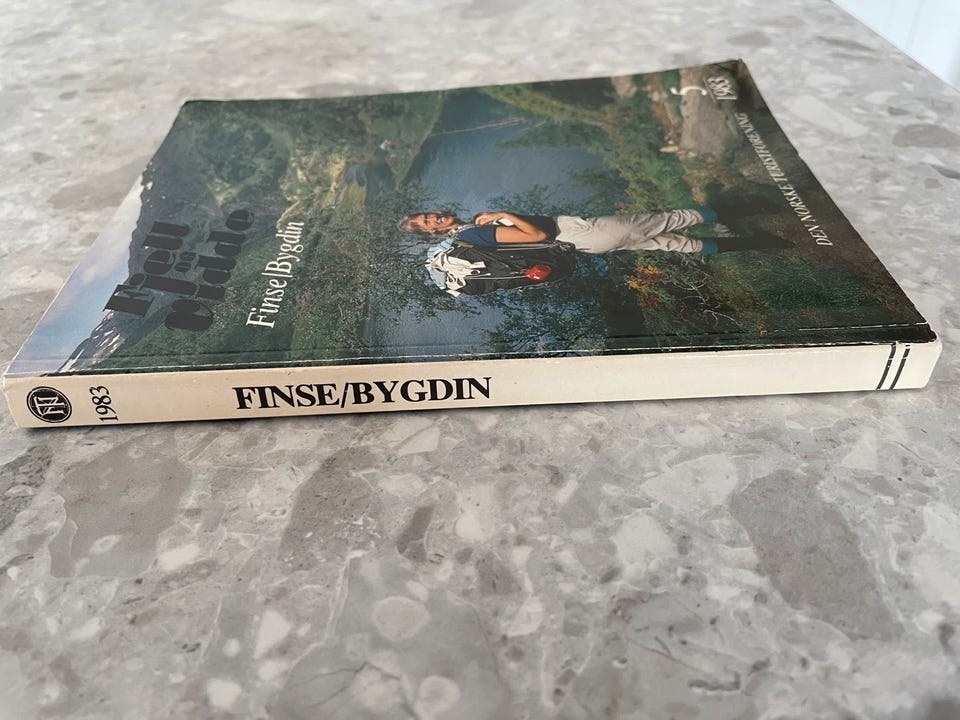 Fjell
og
Vidde
Finse/Bygdin
1983
DEN NORSKE TURISTFORENING
1983
FINSE/BYGDIN